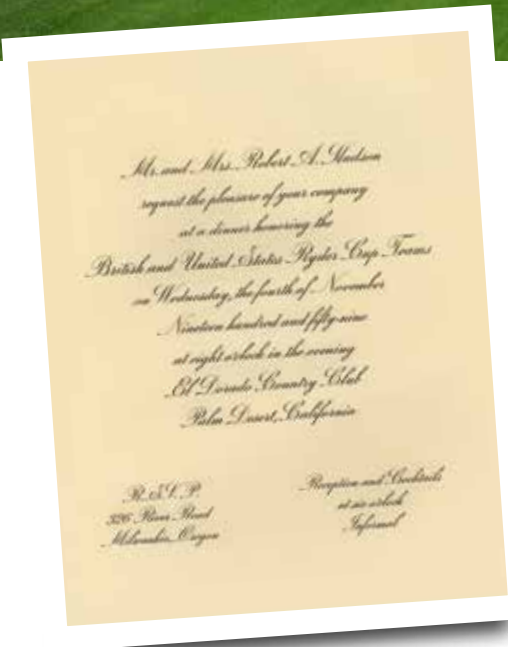 Mr. and Mrs. Robert A. Hudson
request the pleasure of your company
at a dinner honoring the
British and United States Ryder Cup Teams
on Wednesday, the fourth of November
Nineteen hundred and fifty-nine
at eight o'clock in the evening
El Dorado Country Club
Palm Desert, California
R.S.V.P.
326 River Road
Milwaukie, Oregon
Reception and Cocktails
at six o'clock
Informal